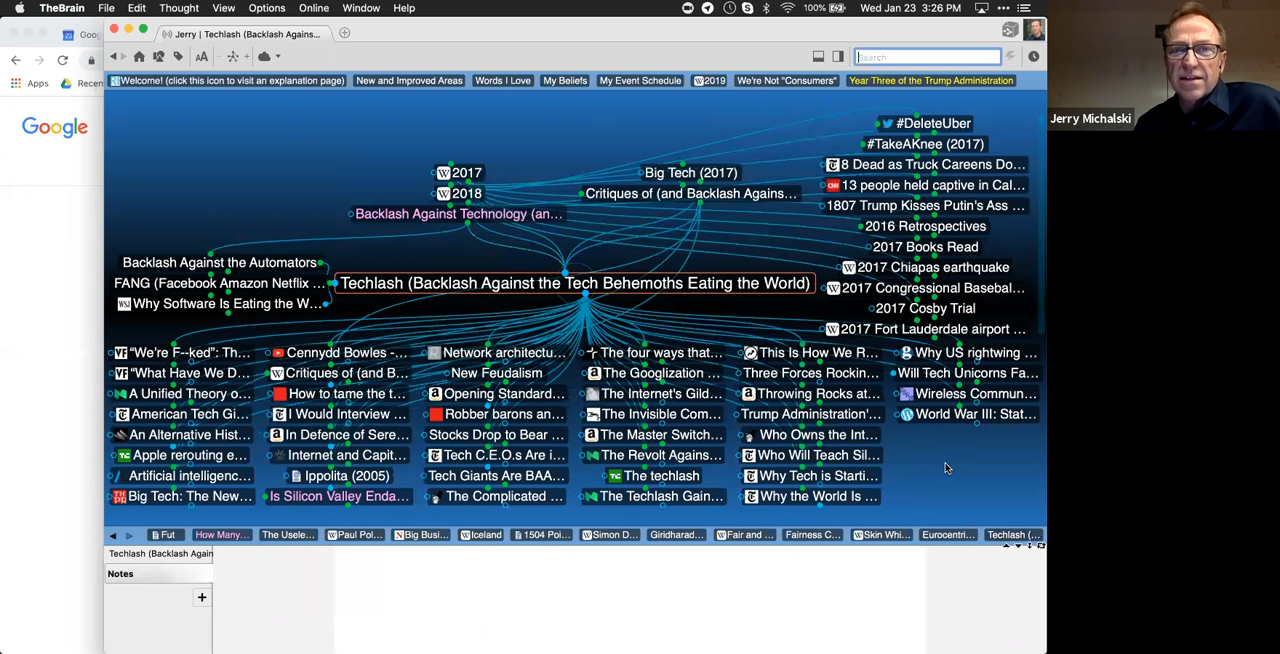 TheBrain File Edit Thought View Options Online Window Help 100% Wed Jan 23 3:26 PM
Jerry | Techlash (Backlash Agains...
Goo
Apps Recen
Google
Search
Welcome! (click this icon to visit an explanation page) New and Improved Areas Words I Love My Beliefs My Event Schedule 2019 We're Not "Consumers" Year Three of the Trump Administration
Jerry Michalski
#DeleteUber
#TakeAKnee (2017)
8 Dead as Truck Careens Do...
13 people held captive in Cal...
1807 Trump Kisses Putin's Ass ...
2016 Retrospectives
2017 Books Read
2017 Chiapas earthquake
2017 Congressional Basebal...
2017 Cosby Trial
2017 Fort Lauderdale airport ...
2017
2018
Backlash Against Technology (an...
Big Tech (2017)
Critiques of (and Backlash Agains...
Backlash Against the Automators
FANG (Facebook Amazon Netflix ...
Why Software Is Eating the W...
Techlash (Backlash Against the Tech Behemoths Eating the World)
"We're F--ked": Th...
"What Have We D...
A Unified Theory o...
American Tech Gi...
An Alternative Hist...
Apple rerouting e...
Artificial intelligenc...
Big Tech: The New...
Cennydd Bowles -...
Critiques of (and B...
How to tame the t...
I Would Interview ...
In Defence of Sere...
Internet and Capit...
Ippolita (2005)
Is Silicon Valley Enda...
Network architectu...
New Feudalism
Opening Standard...
Robber barons an...
Stocks Drop to Bear ...
Tech C.E.O.s Are i...
Tech Giants Are BAA...
The Complicated ...
The four ways that...
The Googlization ...
The Internet's Gild...
The Invisible Com...
The Master Switch...
The Revolt Agains...
The techlash
The Techlash Gain...
This Is How We R...
Three Forces Rockin...
Throwing Rocks at...
Trump Administration'...
Who Owns the Int...
Who Will Teach Sil...
Why Tech is Starti...
Why the World Is ...
Why US rightwing ...
Will Tech Unicorns Fa...
Wireless Commun...
World War III: Stat...
Fut How Many... The Usele... Paul Pol... Big Busi... Iceland 1504 Poi... Simon D... Giridharad... Fair and ... Fairness C... Skin Whi... Eurocentri... Techlash (...
Techlash (Backlash Again
Notes